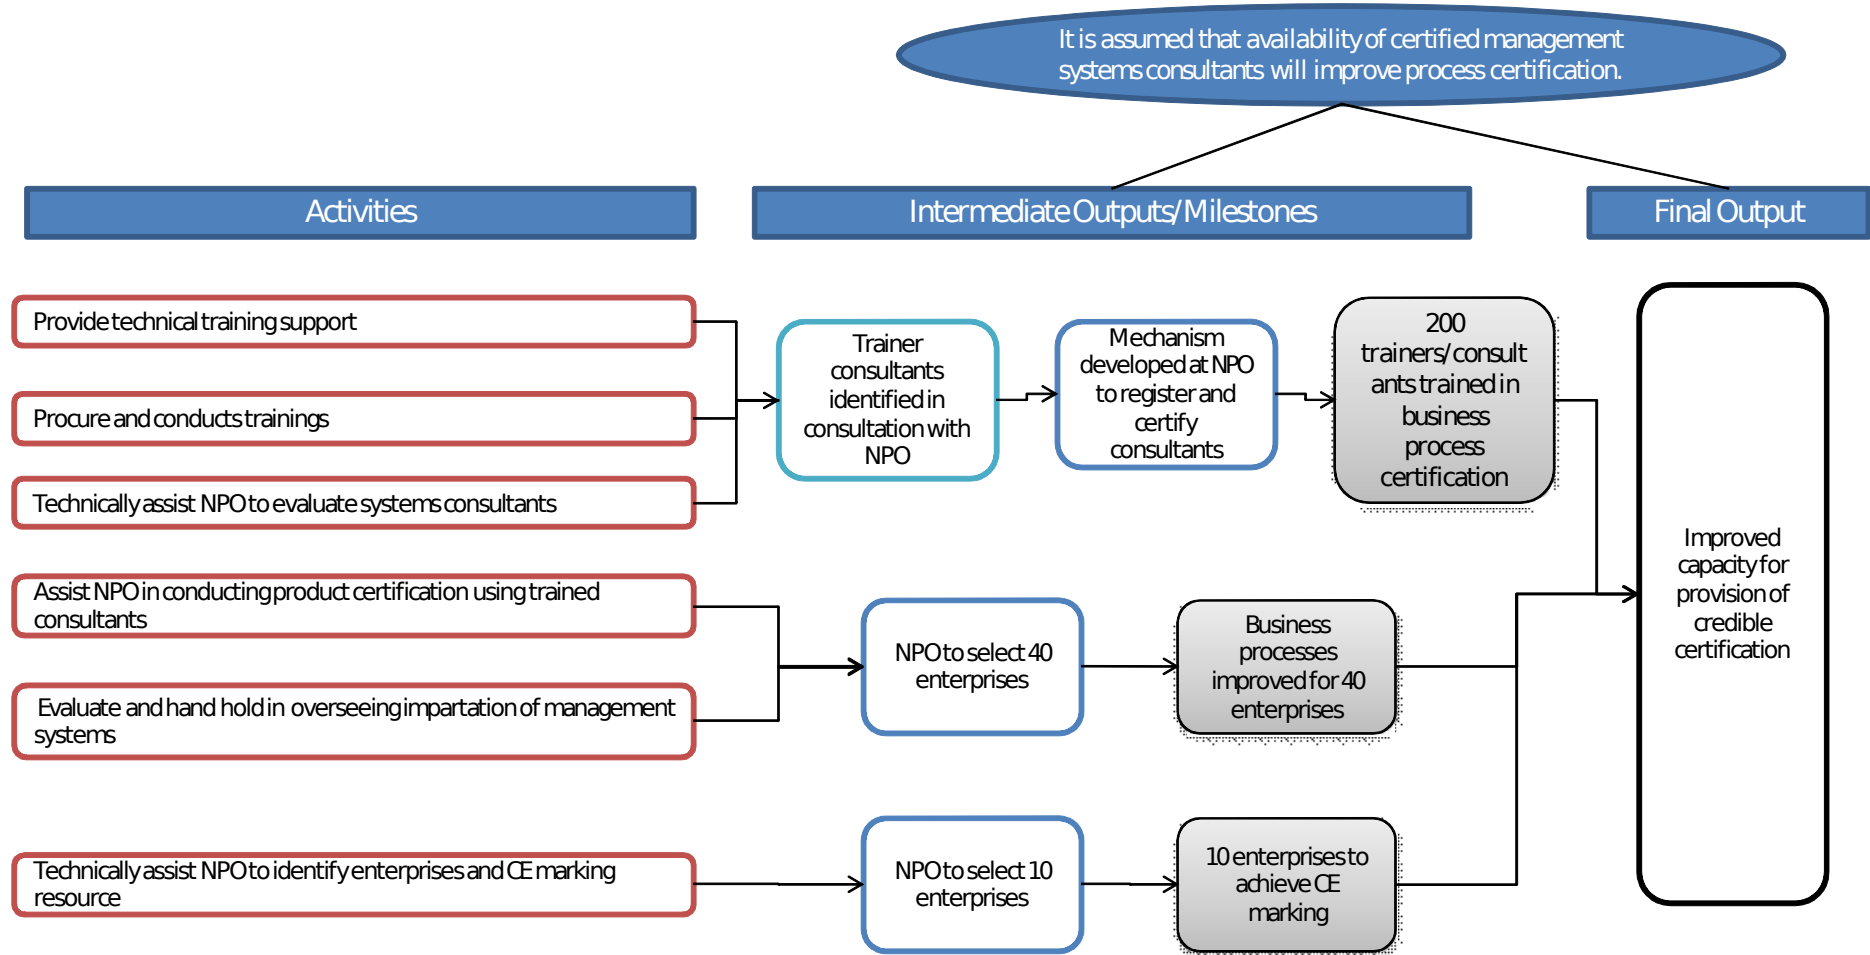 It is assumed that availability of certified management
systems consultants will improve process certification.
Activities
Intermediate Outputs/Milestones
Final Output
Provide technical training support
Procure and conducts trainings
Technically assist NPO to evaluate systems consultants
Trainer
consultants
identified in
consultation with
NPO
Mechanism
developed at NPO
to register and
certify
consultants
200
trainers/consult
ants trained in
business
process
certification
Assist NPO in conducting product certification using trained
consultants
Evaluate and hand hold in overseeing impartation of management
systems
NPO to select 40
enterprises
Business
processes
improved for 40
enterprises
Technically assist NPO to identify enterprises and CE marking
resource
NPO to select 10
enterprises
10 enterprises to
achieve CE
marking
Improved
capacity for
provision of
credible
certification